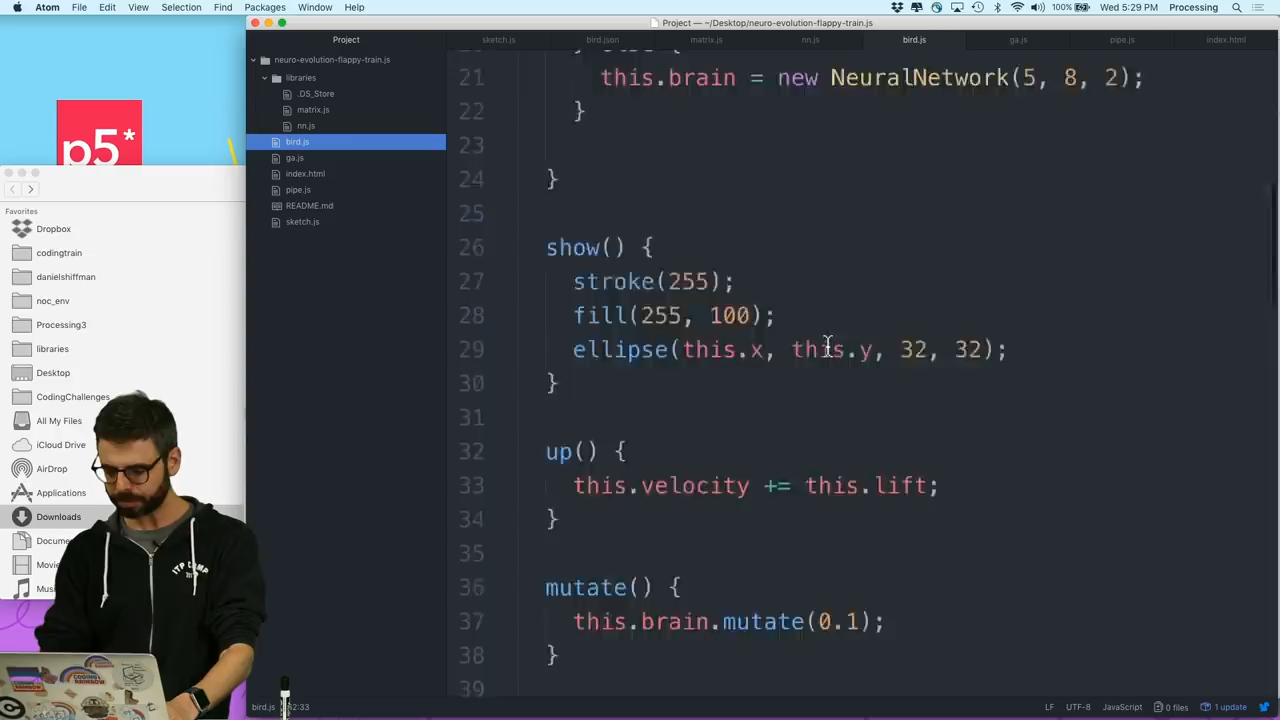 Atom File Edit View Selection Find Packages Window Help
100% Wed 5:29 PM Processing
Project — ~/Desktop/neuro-evolution-flappy-train.js
Project
sketch.js bird.json matrix.js nn.js bird.js ga.js pipe.js index.html
neuro-evolution-flappy-train.js
libraries
.DS_Store
matrix.js
nn.js
bird.js
ga.js
index.html
pipe.js
README.md
sketch.js
p5*
Favorites
Dropbox
codingtrain
danielshiffman
noc_env
Processing3
libraries
Desktop
CodingChallenges
All My Files
iCloud Drive
AirDrop
Applications
Downloads
ITP CAMP
21 this.brain = new NeuralNetwork(5, 8, 2);
22 }
23
24 }
25
26 show() {
27 stroke(255);
28 fill(255, 100);
29 ellipse(this.x, this.y, 32, 32);
30 }
31
32 up() {
33 this.velocity += this.lift;
34 }
35
36 mutate() {
37 this.brain.mutate(0.1);
38 }
39
bird.js LF UTF-8 JavaScript 0 files 1 update